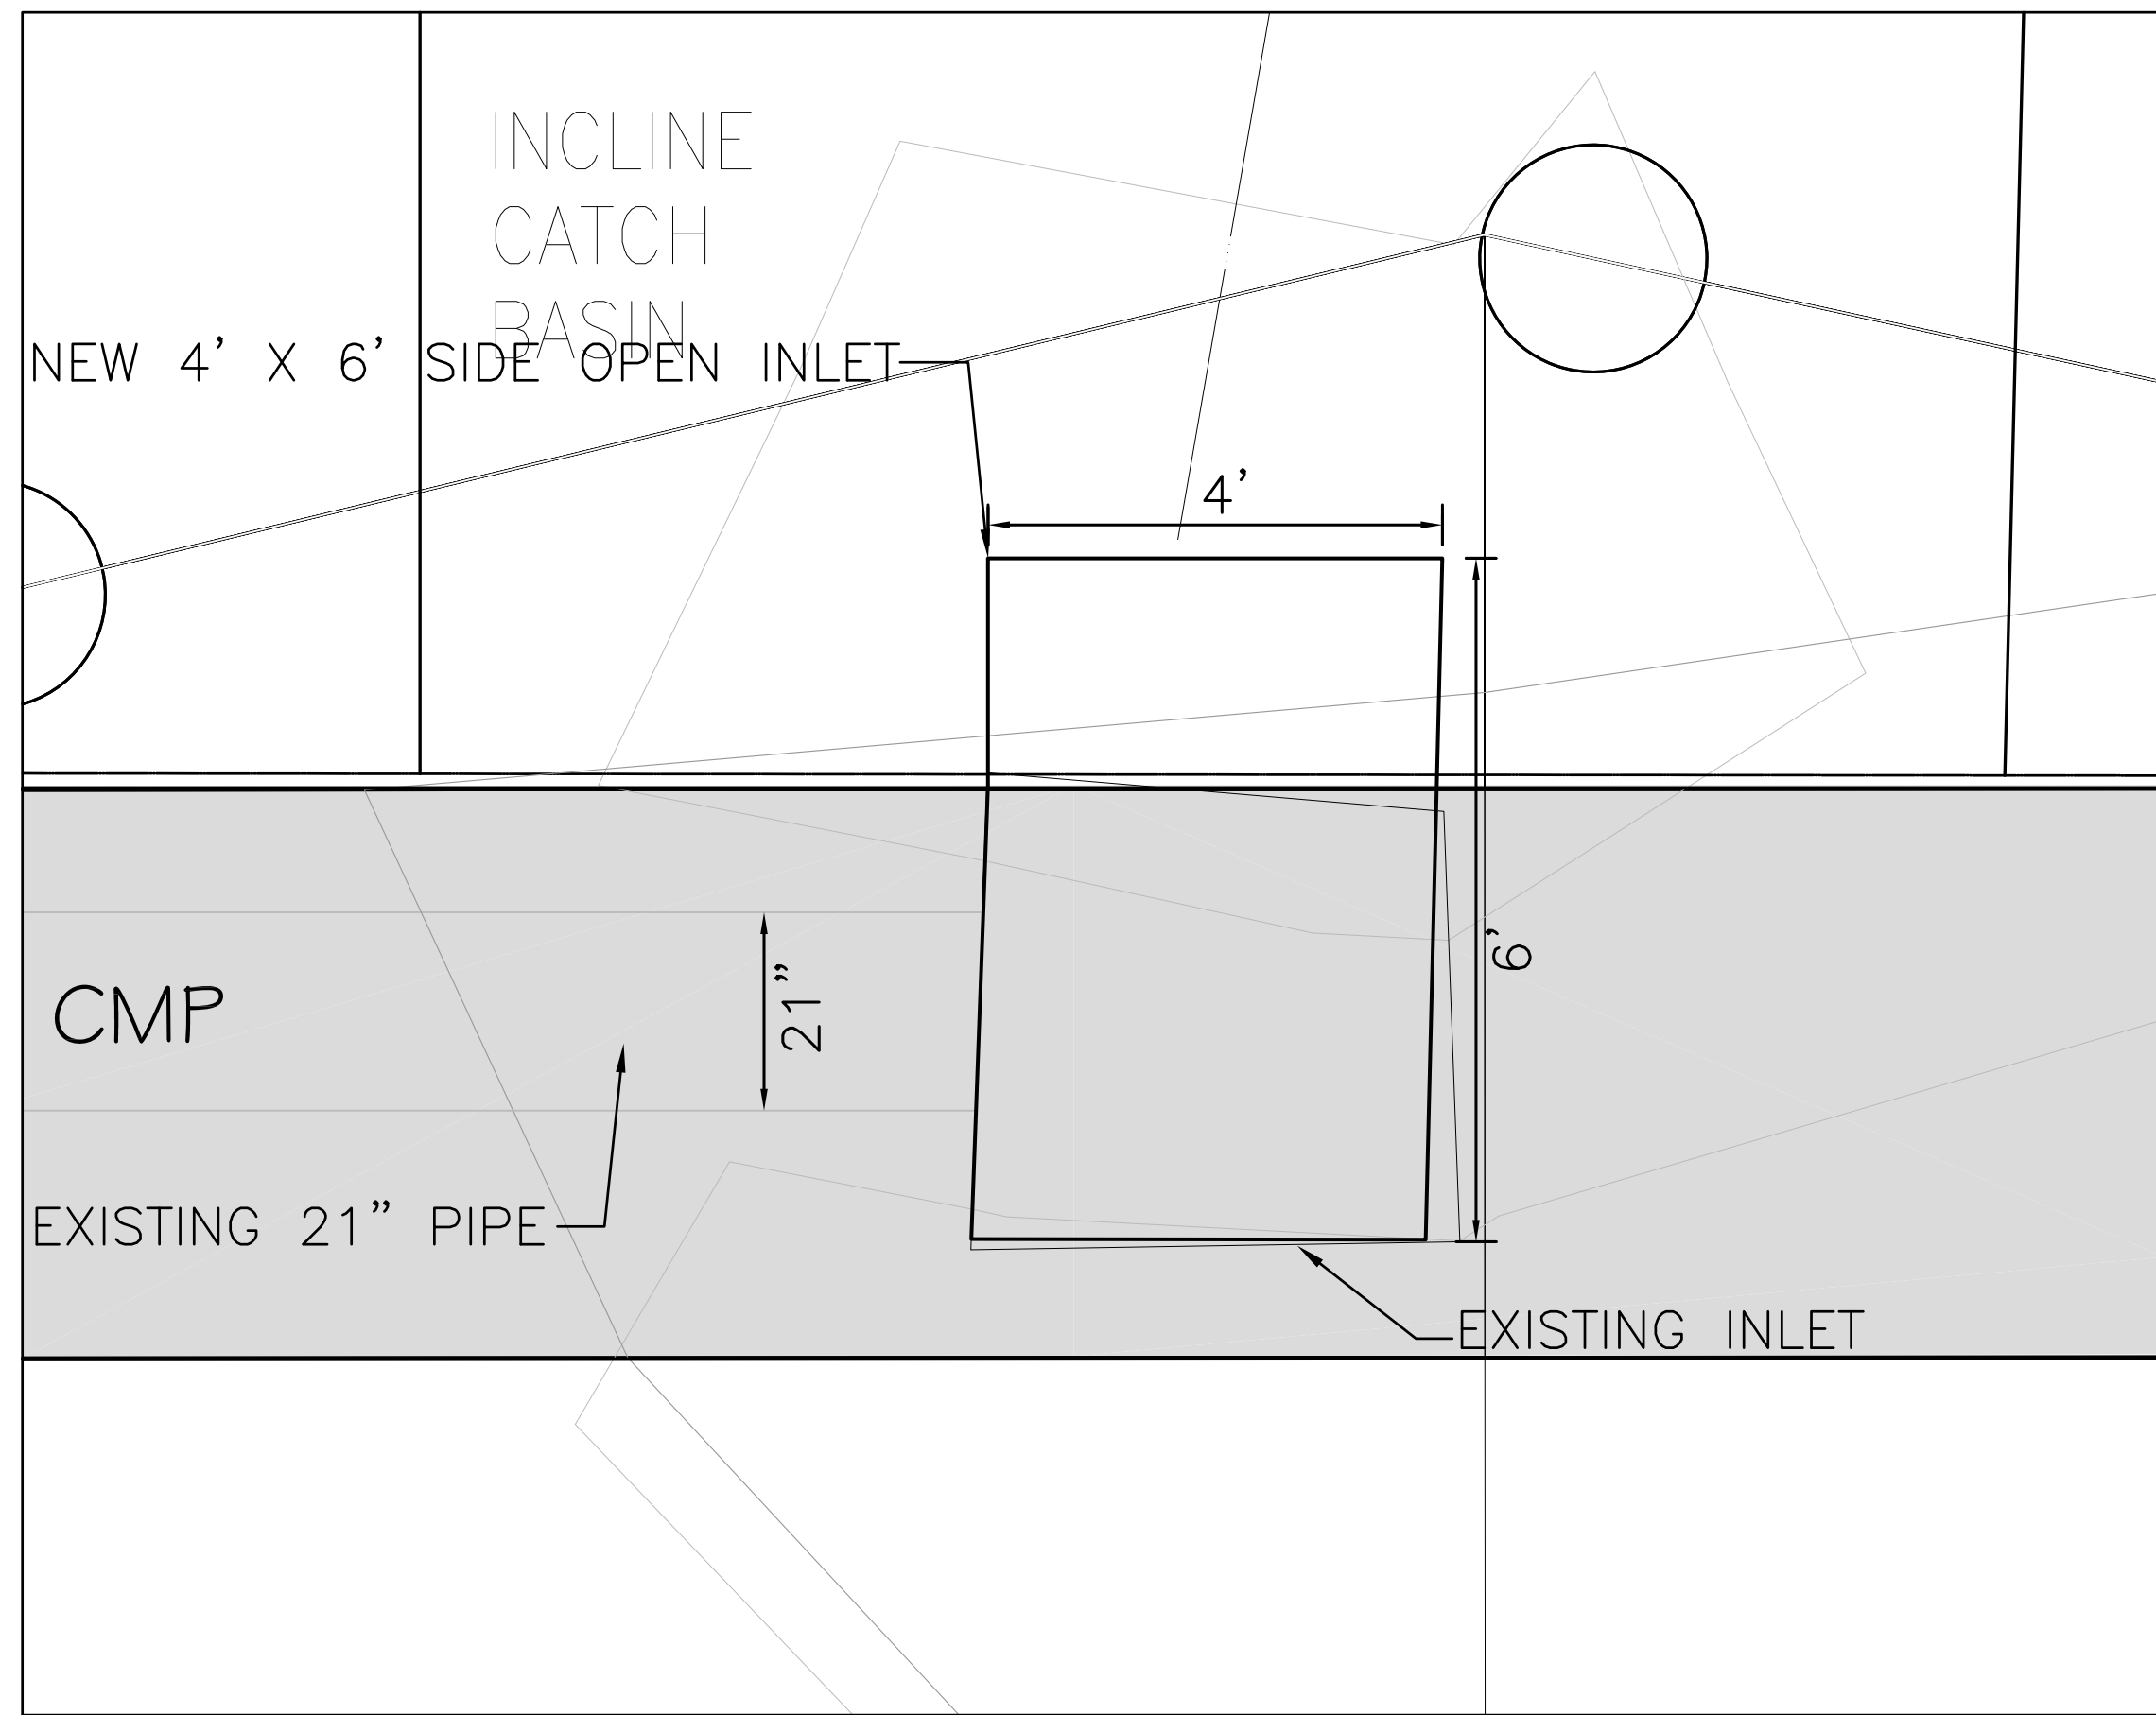 INCLINE
CATCH
BASIN
NEW 4' X 6' SIDE OPEN INLET
4'
6'
CMP
21"
EXISTING 21" PIPE
EXISTING INLET